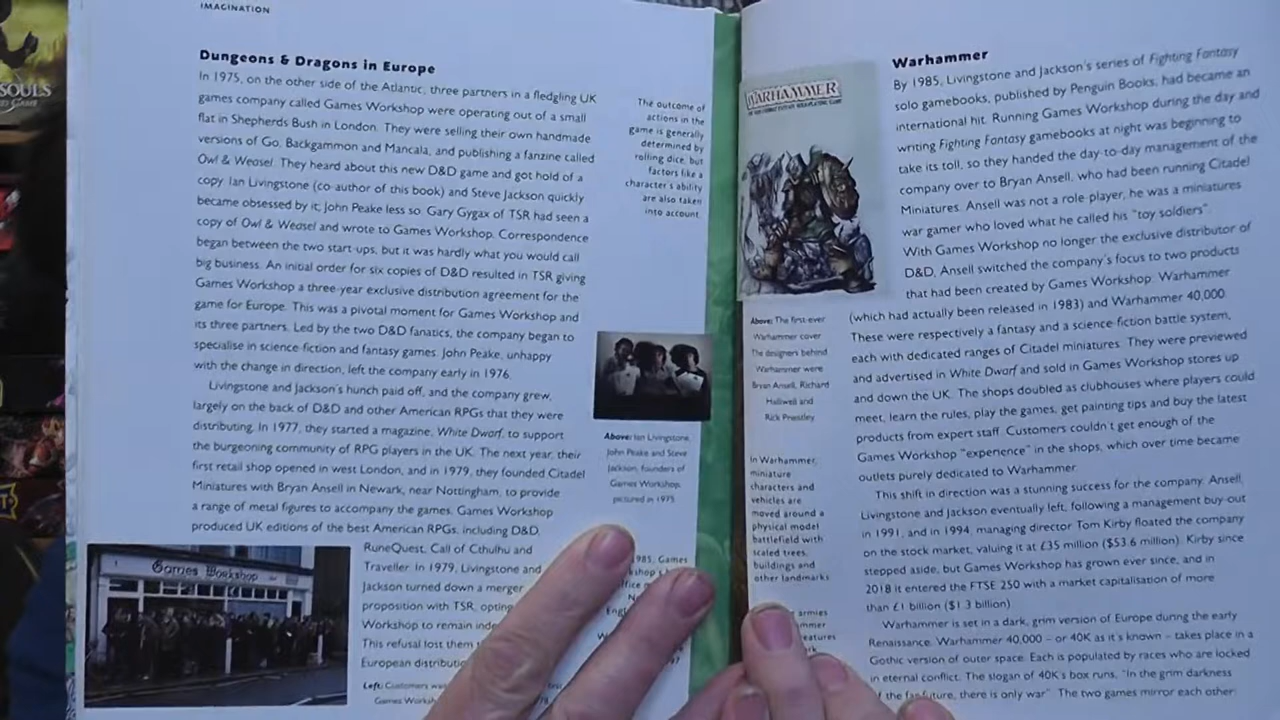 SOULS
IMAGINATION
Dungeons & Dragons in Europe
In 1975, on the other side of the Atlantic, three partners in a fledgling UK
games company called Games Workshop were operating out of a small
flat in Shepherds Bush in London. They were selling their own handmade
versions of Go, Backgammon and Mancala, and publishing a fanzine called
Owl & Weasel. They heard about this new D&D game and got hold of a
copy. Ian Livingstone (co-author of this book) and Steve Jackson quickly
became obsessed by it; John Peake less so. Gary Gygax of TSR had seen a
copy of Owl & Weasel and wrote to Games Workshop. Correspondence
began between the two start-ups, but it was hardly what you would call
big business. An initial order for six copies of D&D resulted in TSR giving
Games Workshop a three-year exclusive distribution agreement for the
game for Europe. This was a pivotal moment for Games Workshop and
its three partners. Led by the two D&D fanatics, the company began to
specialise in science-fiction and fantasy games. John Peake, unhappy
with the change in direction, left the company early in 1976.
Livingstone and Jackson's hunch paid off, and the company grew,
largely on the back of D&D and other American RPGs that they were
distributing. In 1977, they started a magazine, White Dwarf, to support
the burgeoning community of RPG players in the UK. The next year, their
first retail shop opened in west London, and in 1979, they founded Citadel
Miniatures with Bryan Ansell in Newark, near Nottingham, to provide
a range of metal figures to accompany the games. Games Workshop
produced UK editions of the best American RPGs, including D&D,
RuneQuest, Call of Cthulhu and
Traveller. In 1979, Livingstone and
Jackson turned down a merger
proposition with TSR, opting
Workshop to remain inde
This refusal lost them
European distributio
Games Workshop
Left: Customers
Games Worksh
The outcome of
actions in the
game is generally
determined by
rolling dice, but
factors like a
character's ability
are also taken
into account.
Above: Ian Livingstone,
John Peake and Steve
Jackson, founders of
Games Workshop,
pictured in 1975.
1985, Games
WARHAMMER
Above: The first-ever
Warhammer cover.
The designers behind
Warhammer were
Bryan Ansell, Richard
Halliwell and
Rick Priestley.
In Warhammer,
miniature
characters and
vehicles are
moved around a
physical model
battlefield with
scaled trees,
buildings and
other landmarks.
armies
Warhammer
By 1985, Livingstone and Jackson's series of Fighting Fantasy
solo gamebooks, published by Penguin Books, had became an
international hit. Running Games Workshop during the day and
writing Fighting Fantasy gamebooks at night was beginning to
take its toll, so they handed the day-to-day management of the
company over to Bryan Ansell, who had been running Citadel
Miniatures. Ansell was not a role-player, he was a miniatures
war gamer who loved what he called his "toy soldiers".
With Games Workshop no longer the exclusive distributor of
D&D, Ansell switched the company's focus to two products
that had been created by Games Workshop: Warhammer
(which had actually been released in 1983) and Warhammer 40,000.
These were respectively a fantasy and a science-fiction battle system,
each with dedicated ranges of Citadel miniatures. They were previewed
and advertised in White Dwarf and sold in Games Workshop stores up
and down the UK. The shops doubled as clubhouses where players could
meet, learn the rules, play the games, get painting tips and buy the latest
products from expert staff. Customers couldn't get enough of the
Games Workshop "experience" in the shops, which over time became
outlets purely dedicated to Warhammer.
This shift in direction was a stunning success for the company. Ansell,
Livingstone and Jackson eventually left, following a management buy-out
in 1991, and in 1994, managing director Tom Kirby floated the company
on the stock market, valuing it at £35 million ($53.6 million). Kirby since
stepped aside, but Games Workshop has grown ever since, and in
2018 it entered the FTSE 250 with a market capitalisation of more
than £1 billion ($1.3 billion).
Warhammer is set in a dark, grim version of Europe during the early
Renaissance. Warhammer 40,000 – or 40K as it's known – takes place in a
Gothic version of outer space. Each is populated by races who are locked
in eternal conflict. The slogan of 40K's box runs, "In the grim darkness
of the far future, there is only war". The two games mirror each other: